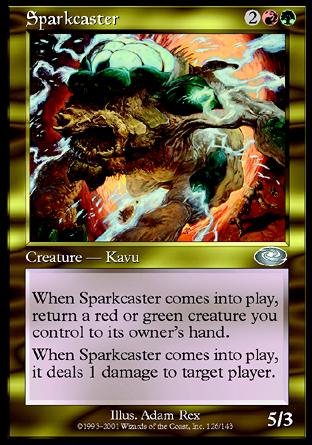 Sparkcaster 2
Creature — Kavu
When Sparkcaster comes into play,
return a red or green creature you
control to its owner's hand.
When Sparkcaster comes into play,
it deals 1 damage to target player.
Illus. Adam Rex
5/3
©1993-2001 Wizards of the Coast, Inc. 126/143